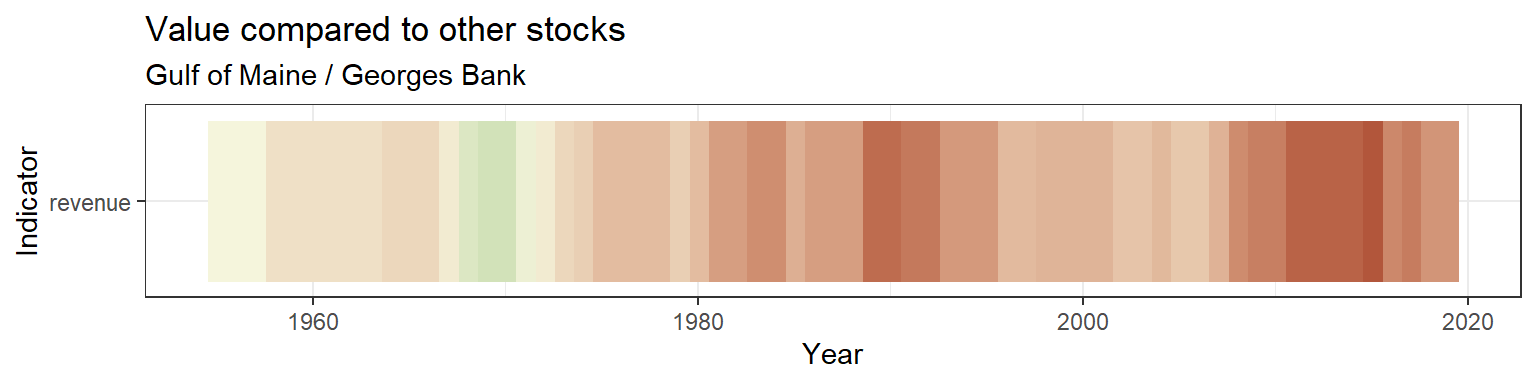 Value compared to other stocks
Gulf of Maine / Georges Bank
Indicator
revenue
1960 1980 2000 2020
Year